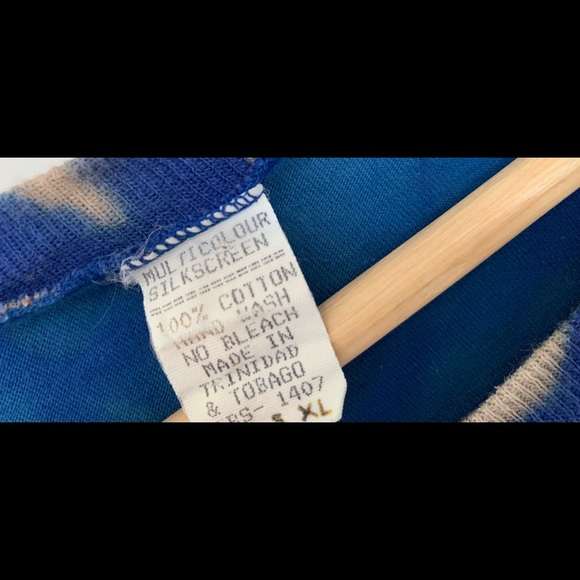 MULTICOLOUR
SILKSCREEN
100% COTTON
HAND WASH
NO BLEACH
MADE IN
TRINIDAD
& TOBAGO
1407
XL